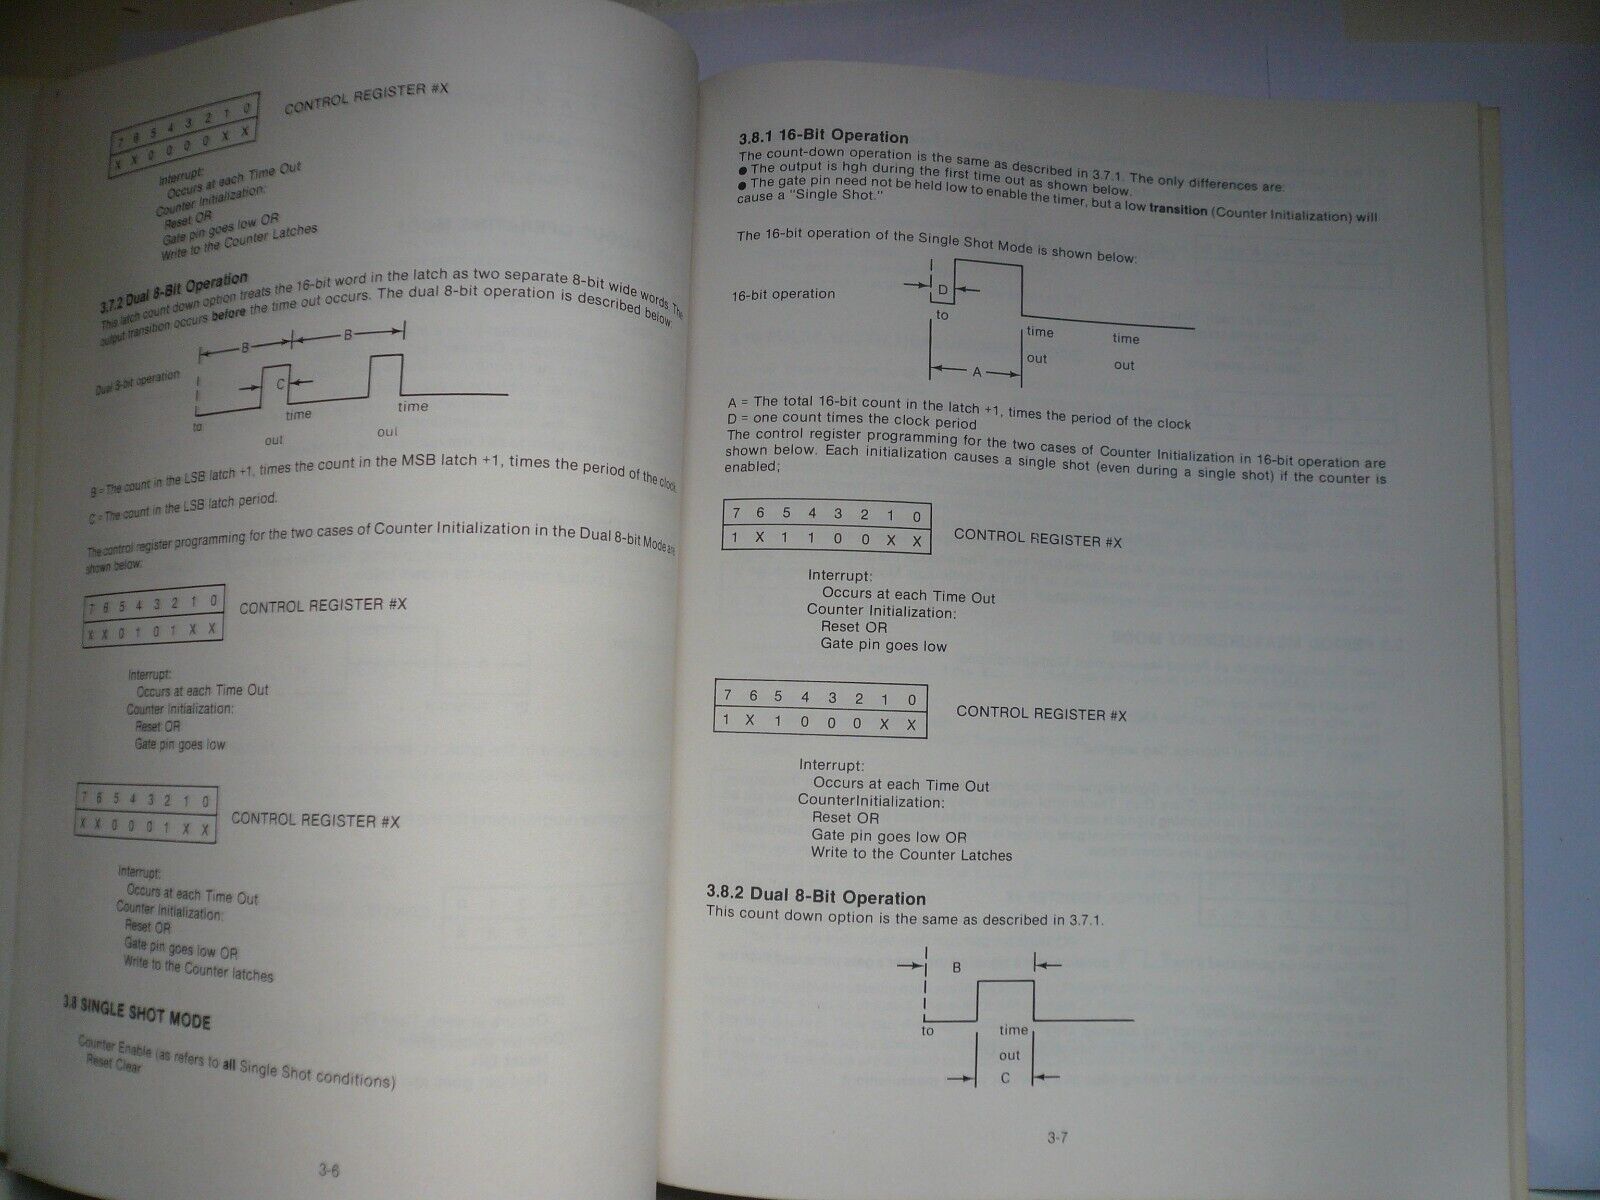 CONTROL REGISTER #X
7 6 5 4 3 2 1 0
X X 0 0 0 0 X X
Interrupt:
Occurs at each Time Out
Counter Initialization:
Reset OR
Gate pin goes low OR
Write to the Counter Latches
3.7.2 Dual 8-Bit Operation
This latch count down option treats the 16-bit word in the latch as two separate 8-bit wide words. The
output transition occurs before the time out occurs. The dual 8-bit operation is described below:
B B
Dual 8-bit operation
C
to time time
out out
B = The count in the LSB latch +1, times the count in the MSB latch +1, times the period of the clock.
C = The count in the LSB latch period.
The control register programming for the two cases of Counter Initialization in the Dual 8-bit Mode are
shown below:
7 6 5 4 3 2 1 0
X X 0 1 0 1 X X
CONTROL REGISTER #X
Interrupt:
Occurs at each Time Out
Counter Initialization:
Reset OR
Gate pin goes low
7 6 5 4 3 2 1 0
X X 0 0 0 1 X X
CONTROL REGISTER #X
Interrupt:
Occurs at each Time Out
Counter Initialization:
Reset OR
Gate pin goes low OR
Write to the Counter latches
3.8 SINGLE SHOT MODE
Counter Enable (as refers to all Single Shot conditions)
Reset Clear
3-6
3.8.1 16-Bit Operation
The count-down operation is the same as described in 3.7.1. The only differences are:
● The output is hgh during the first time out as shown below.
● The gate pin need not be held low to enable the timer, but a low transition (Counter Initialization) will
cause a "Single Shot."
The 16-bit operation of the Single Shot Mode is shown below:
16-bit operation
D
to
time time
out out
A
A = The total 16-bit count in the latch +1, times the period of the clock
D = one count times the clock period
The control register programming for the two cases of Counter Initialization in 16-bit operation are
shown below. Each initialization causes a single shot (even during a single shot) if the counter is
enabled;
7 6 5 4 3 2 1 0
1 X 1 1 0 0 X X
CONTROL REGISTER #X
Interrupt:
Occurs at each Time Out
Counter Initialization:
Reset OR
Gate pin goes low
7 6 5 4 3 2 1 0
1 X 1 0 0 0 X X
CONTROL REGISTER #X
Interrupt:
Occurs at each Time Out
CounterInitialization:
Reset OR
Gate pin goes low OR
Write to the Counter Latches
3.8.2 Dual 8-Bit Operation
This count down option is the same as described in 3.7.1.
B
to time
out
C
3-7